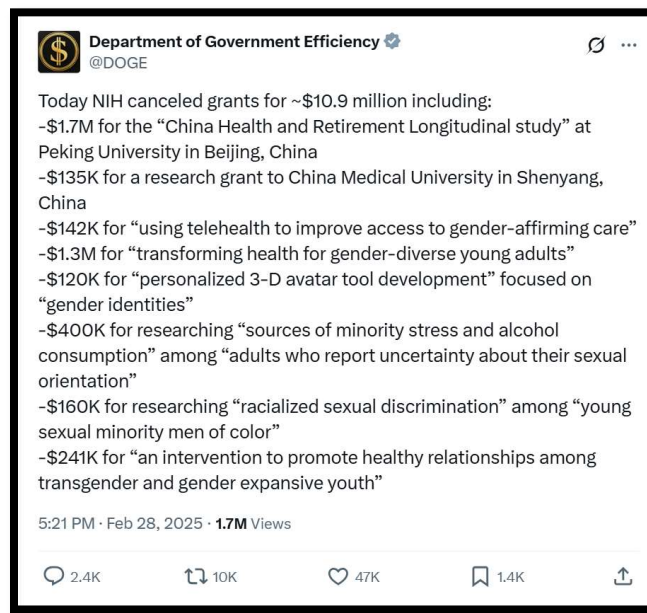 Department of Government Efficiency
@DOGE
Today NIH canceled grants for ~$10.9 million including:
-$1.7M for the “China Health and Retirement Longitudinal study” at
Peking University in Beijing, China
-$135K for a research grant to China Medical University in Shenyang,
China
-$142K for “using telehealth to improve access to gender-affirming care”
-$1.3M for “transforming health for gender-diverse young adults”
-$120K for “personalized 3-D avatar tool development” focused on
“gender identities”
-$400K for researching “sources of minority stress and alcohol
consumption” among “adults who report uncertainty about their sexual
orientation”
-$160K for researching “racialized sexual discrimination” among “young
sexual minority men of color”
-$241K for “an intervention to promote healthy relationships among
transgender and gender expansive youth”
5:21 PM · Feb 28, 2025 · 1.7M Views
2.4K 10K 47K 1.4K